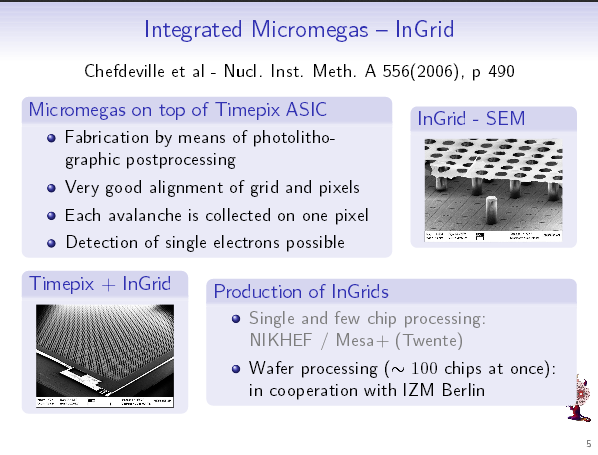 Integrated Micromegas – InGrid
Chefdeville et al - Nucl. Inst. Meth. A 556(2006), p 490
Micromegas on top of Timepix ASIC
Fabrication by means of photolitho-
graphic postprocessing
Very good alignment of grid and pixels
Each avalanche is collected on one pixel
Detection of single electrons possible
InGrid - SEM
Timepix + InGrid
Production of InGrids
Single and few chip processing:
NIKHEF / Mesa+ (Twente)
Wafer processing (∼ 100 chips at once):
in cooperation with IZM Berlin
5